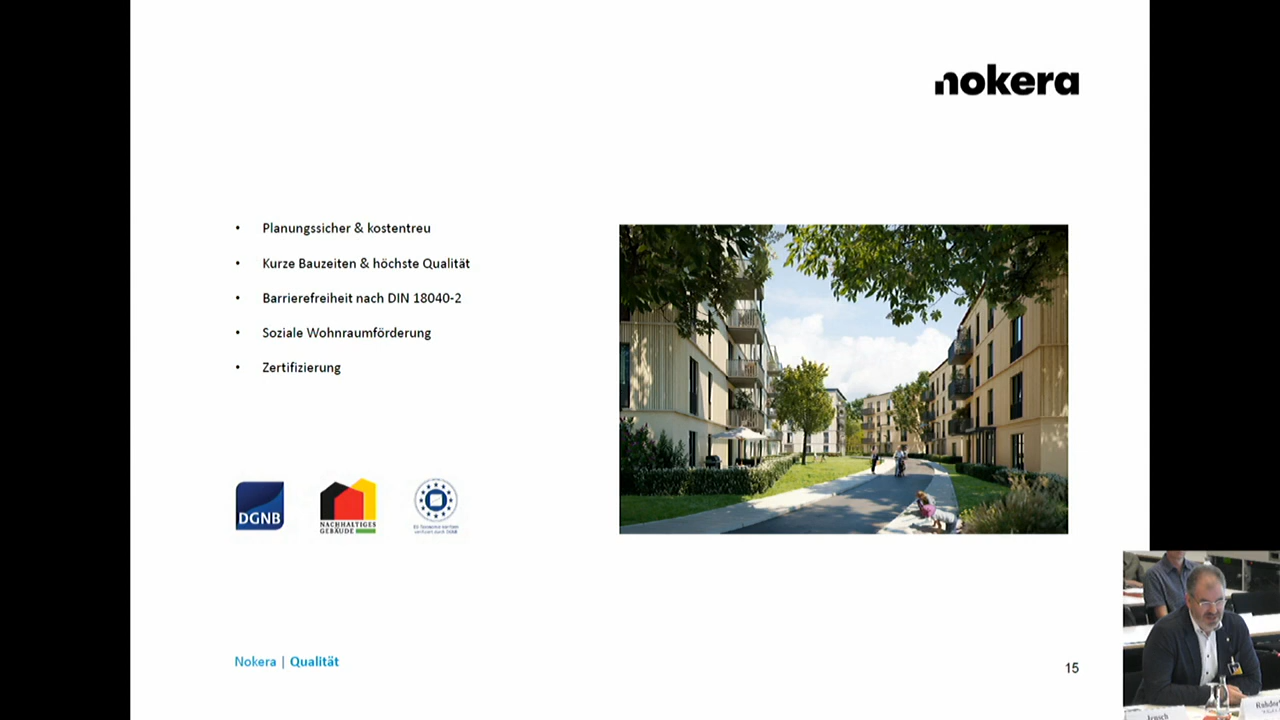 nokera
• Planungssicher & kostentreu
• Kurze Bauzeiten & höchste Qualität
• Barrierefreiheit nach DIN 18040-2
• Soziale Wohnraumförderung
• Zertifizierung
DGNB
NACHHALTIGES
GEBÄUDE
Nokera | Qualität
15